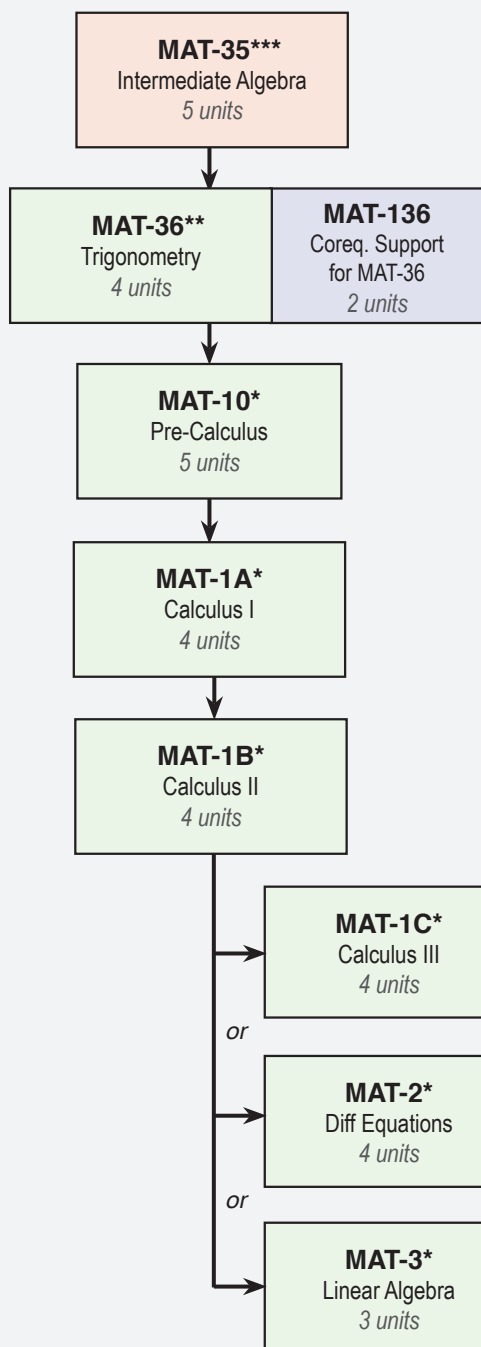 MAT-35***
Intermediate Algebra
5 units
MAT-36**
Trigonometry
4 units
MAT-136
Coreq. Support
for MAT-36
2 units
MAT-10*
Pre-Calculus
5 units
MAT-1A*
Calculus I
4 units
MAT-1B*
Calculus II
4 units
MAT-1C*
Calculus III
4 units
or
MAT-2*
Diff Equations
4 units
or
MAT-3*
Linear Algebra
3 units